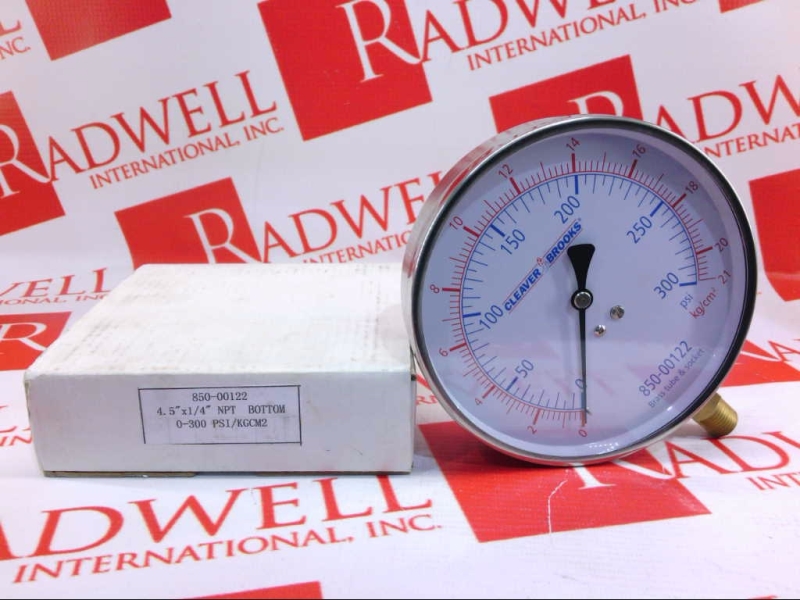 RADWELL
INTERNATIONAL, INC.
RADWELL
INTERNATIONAL, INC.
RADWELL
INTERNATIONAL, INC.
RADWELL
INTERNATIONAL, INC.
RADWELL
INTERNATIONAL, INC.
RADWELL
INTERNATIONAL, INC.
850-00122
4.5"x1/4" NPT BOTTOM
0-300 PSI/KGCM2
0 2 4 6 8 10 12 14 16 18 20 21
kg/cm²
0 50 100 150 200 250 300
psi
CLEAVER BROOKS
850-00122
Brass tube & socket